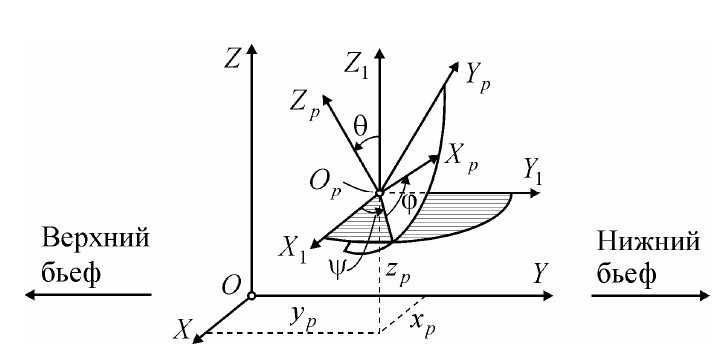 Z
Z₁
Yₚ
Zₚ
θ
Xₚ
Oₚ
φ
Y₁
X₁
Верхний
бьеф
ψ
zₚ
Нижний
бьеф
O
Y
yₚ
xₚ
X